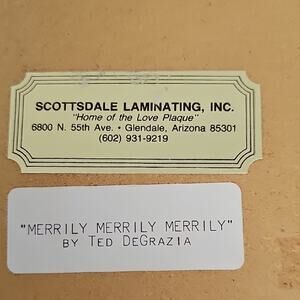 SCOTTSDALE LAMINATING, INC.
"Home of the Love Plaque"
6800 N. 55th Ave. • Glendale, Arizona 85301
(602) 931-9219
"MERRILY MERRILY MERRILY"
BY TED DEGRAZIA